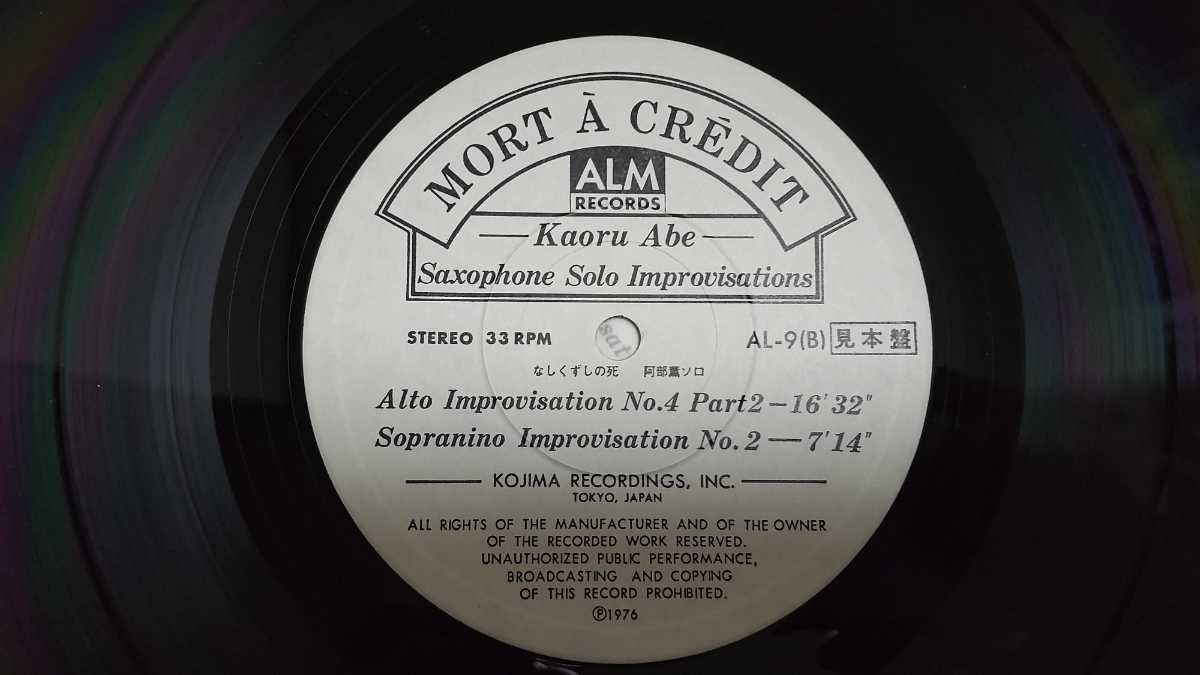 MORT À CRÉDIT
ALM
RECORDS
Kaoru Abe
Saxophone Solo Improvisations
STEREO 33 RPM
AL-9(B) 見本盤
sat
なしくずしの死 阿部薫ソロ
Alto Improvisation No.4 Part2—16'32"
Sopranino Improvisation No.2—7'14"
KOJIMA RECORDINGS, INC.
TOKYO, JAPAN
ALL RIGHTS OF THE MANUFACTURER AND OF THE OWNER
OF THE RECORDED WORK RESERVED.
UNAUTHORIZED PUBLIC PERFORMANCE,
BROADCASTING AND COPYING
OF THIS RECORD PROHIBITED.
Ⓟ1976